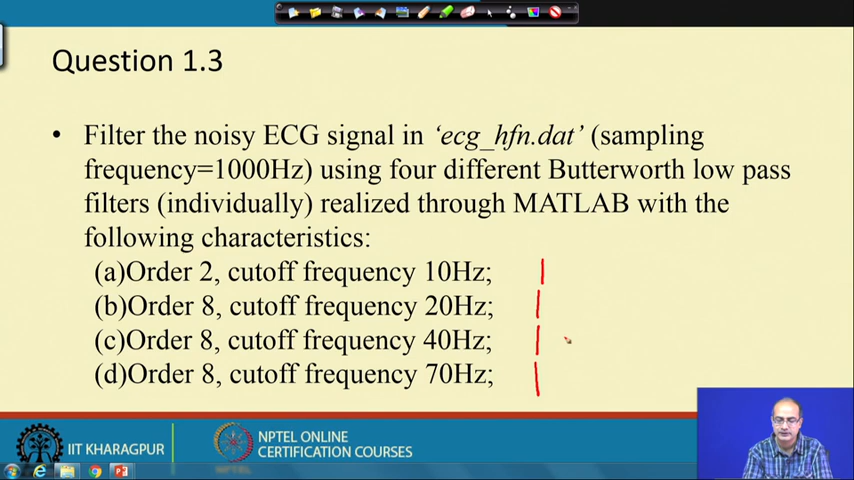 Question 1.3
• Filter the noisy ECG signal in ‘ecg_hfn.dat’ (sampling
frequency=1000Hz) using four different Butterworth low pass
filters (individually) realized through MATLAB with the
following characteristics:
(a)Order 2, cutoff frequency 10Hz;
(b)Order 8, cutoff frequency 20Hz;
(c)Order 8, cutoff frequency 40Hz;
(d)Order 8, cutoff frequency 70Hz;
IIT KHARAGPUR
NPTEL ONLINE
CERTIFICATION COURSES